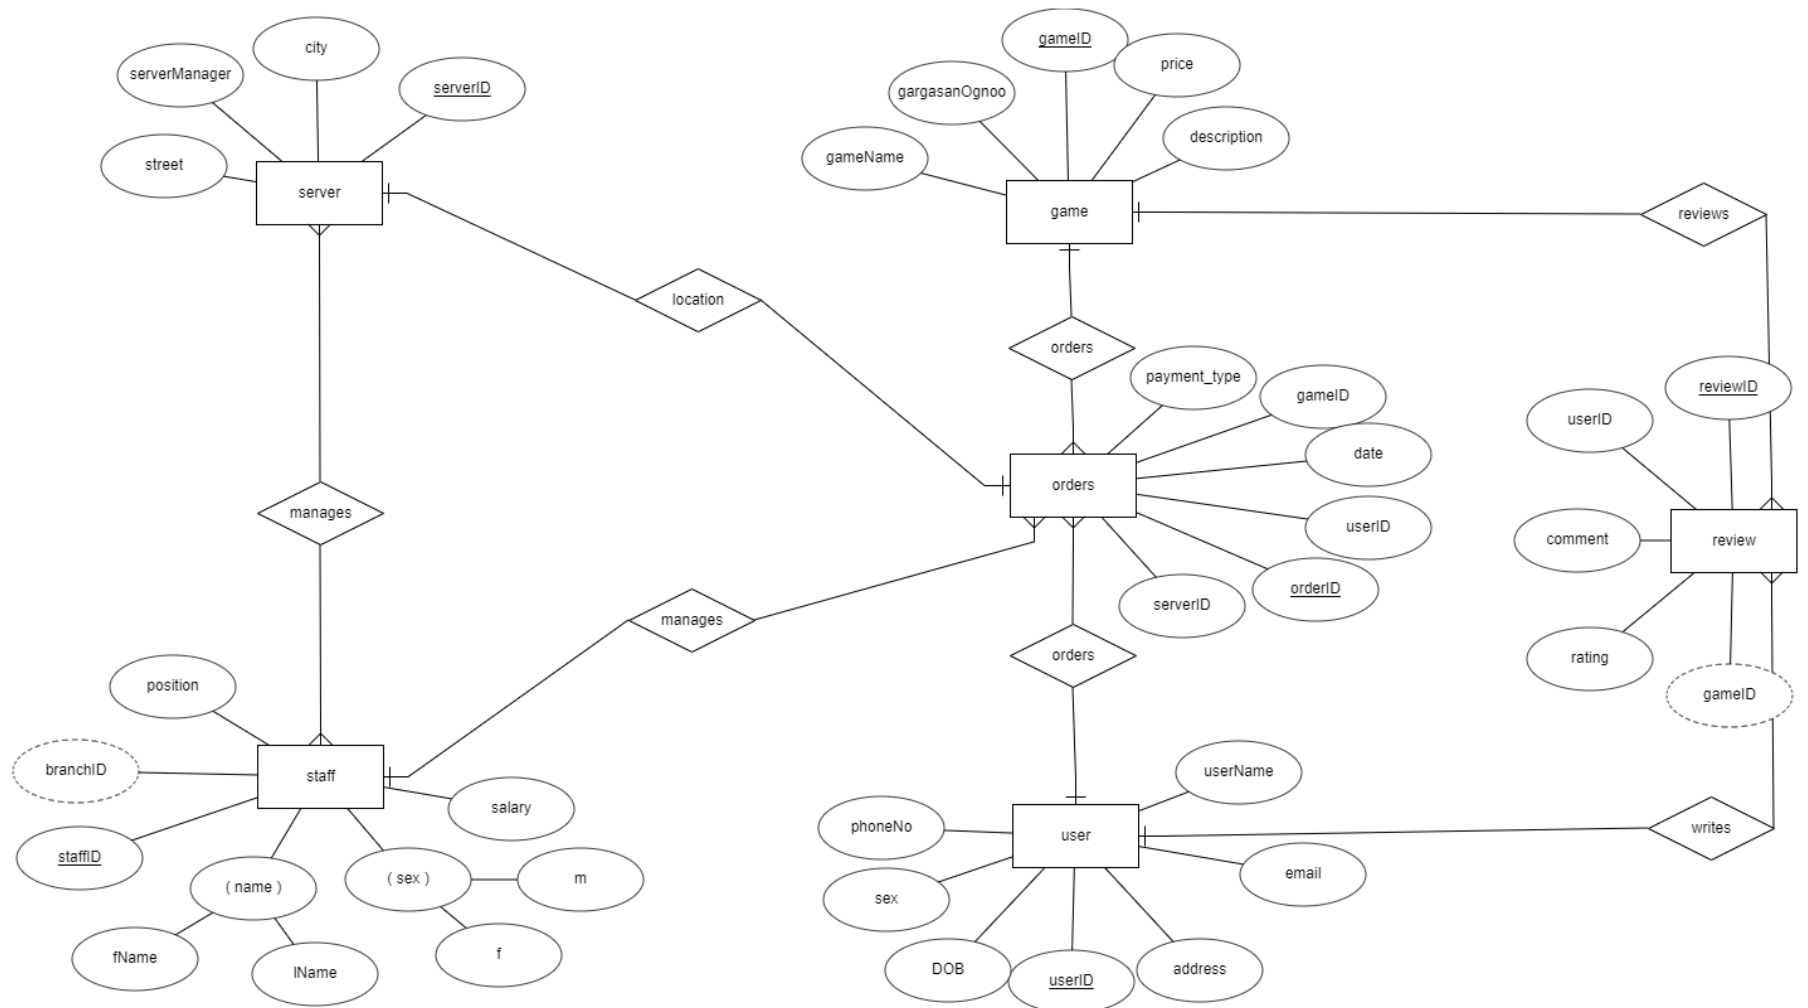 city
serverManager
serverID
street
server
gameID
price
gargasanOgnoo
description
gameName
game
reviews
location
orders
payment_type
gameID
date
orders
userID
orderID
serverID
reviewID
userID
comment
review
rating
gameID
manages
manages
orders
position
branchID
staff
salary
staffID
( name )
( sex )
m
fName
lName
f
userName
phoneNo
user
writes
email
sex
DOB
userID
address